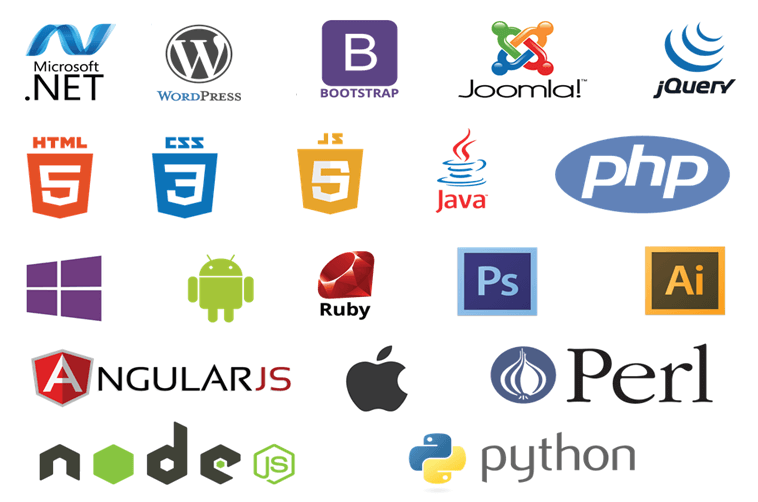 Microsoft
.NET
WORDPRESS
B
BOOTSTRAP
Joomla!™
jQuery
HTML
5
CSS
3
JS
5
Java
php
Ruby
Ps
Ai
ANGULARJS
Perl
node
JS
python